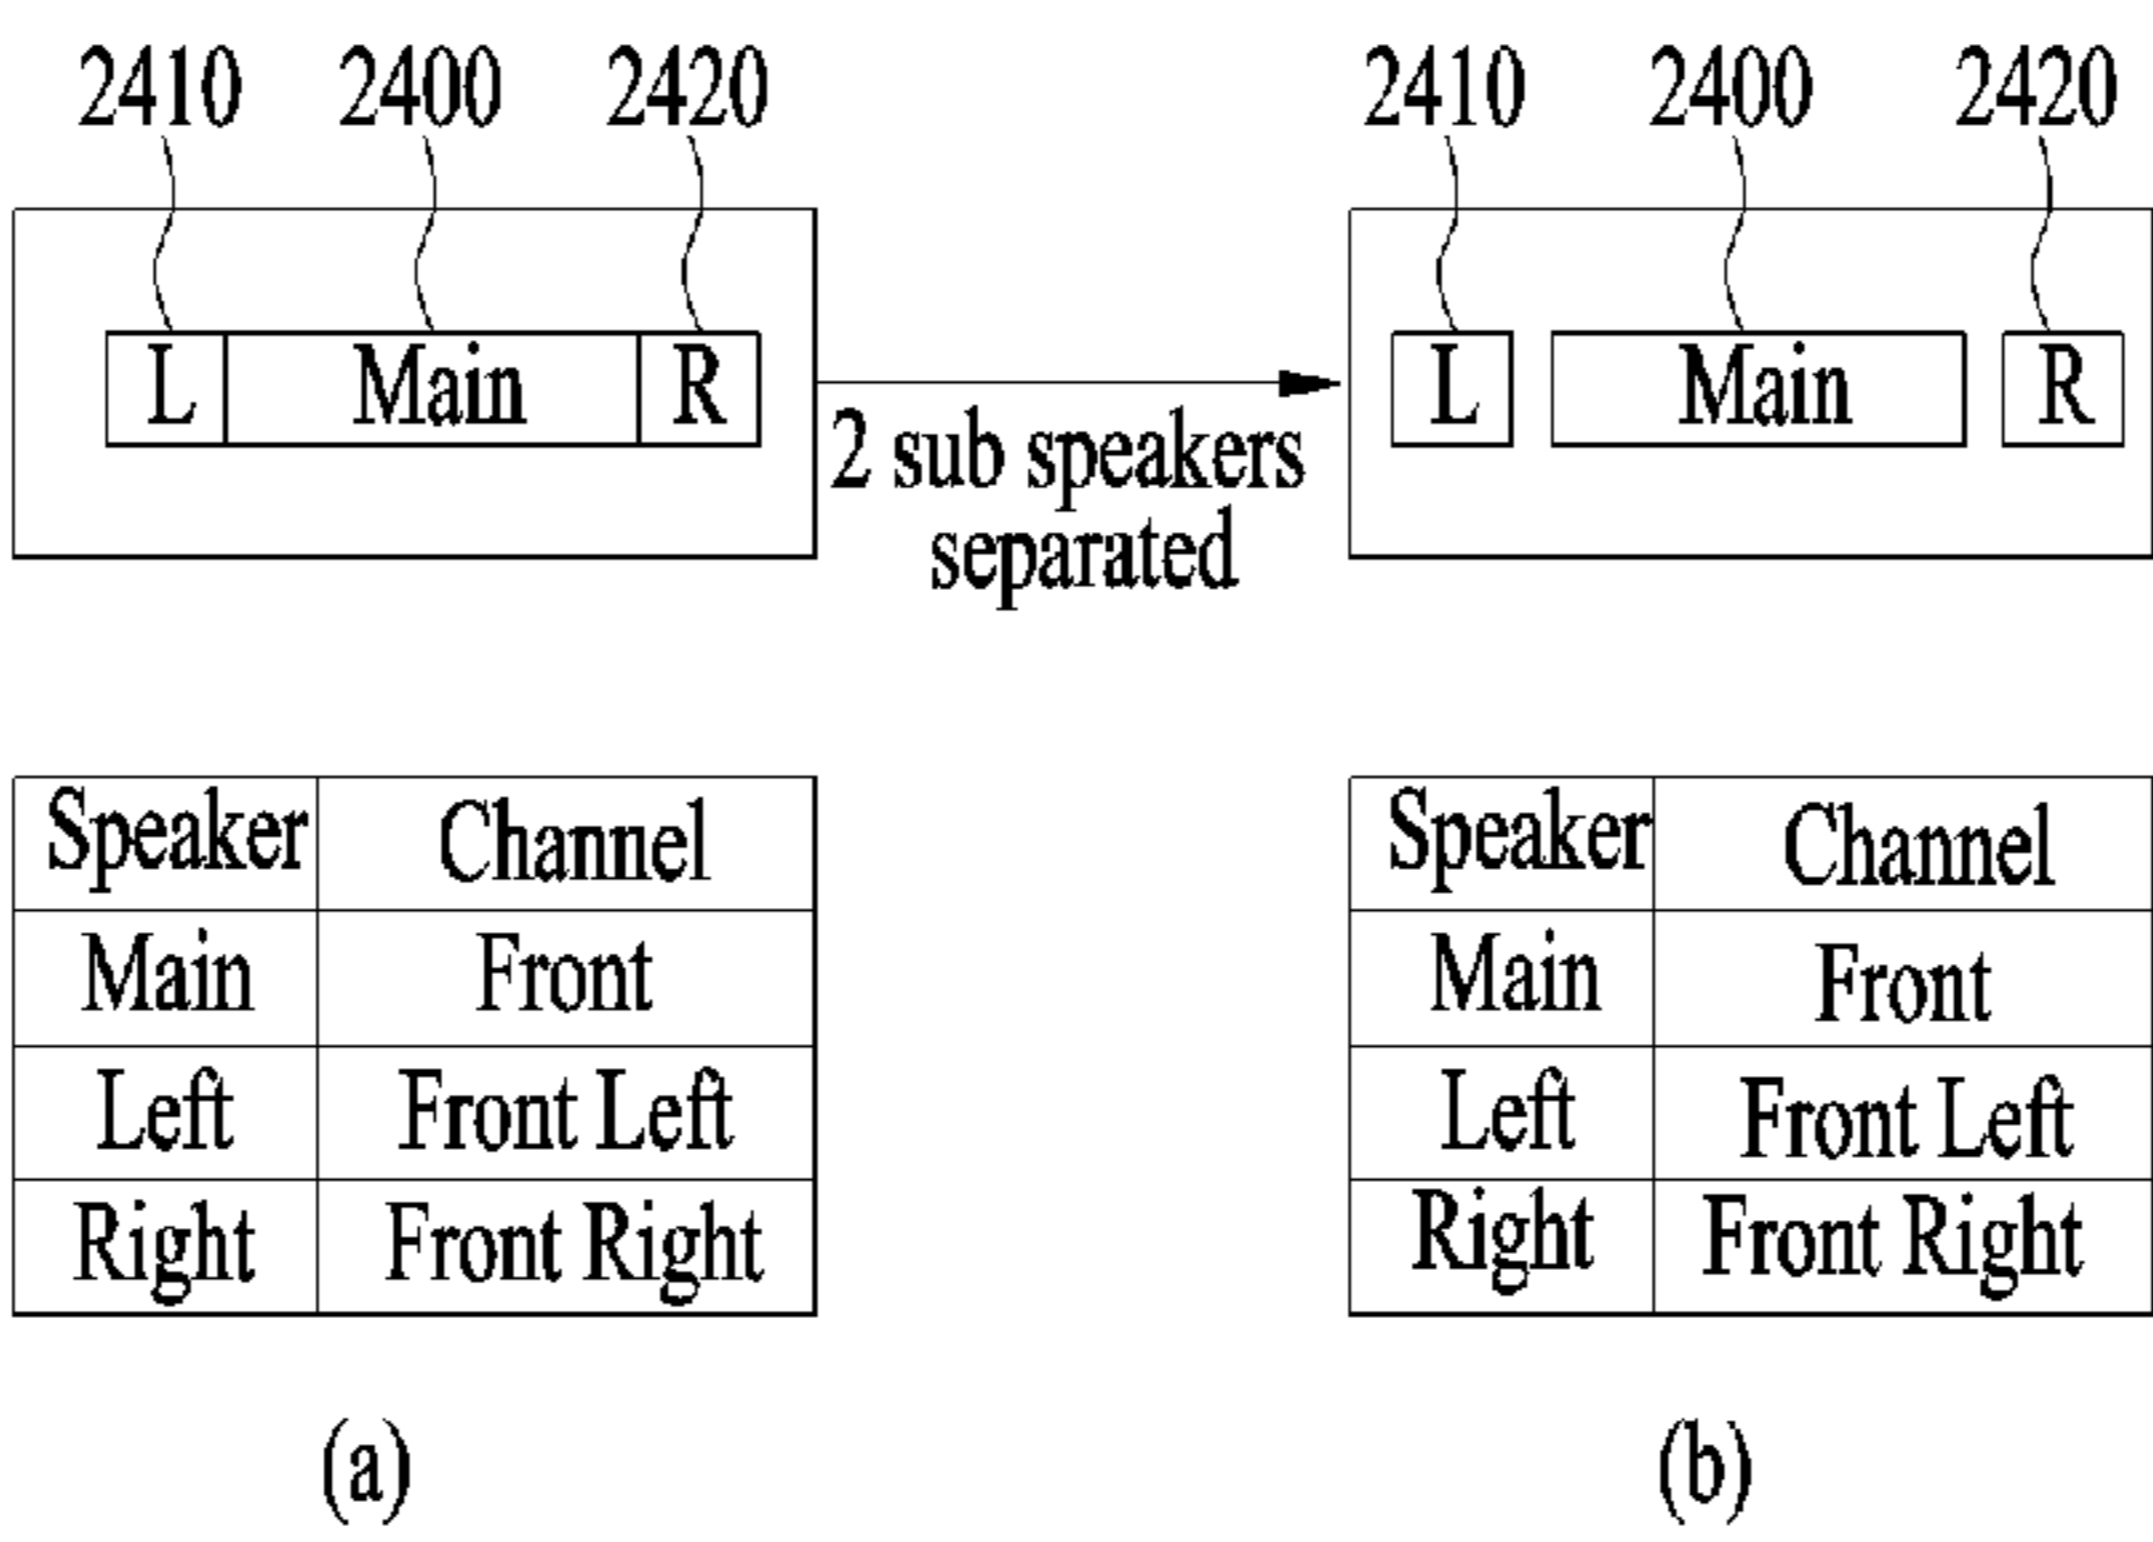 2410 2400 2420 2410 2400 2420
L Main R L Main R
2 sub speakers
separated
Speaker Channel
Main Front
Left Front Left
Right Front Right
Speaker Channel
Main Front
Left Front Left
Right Front Right
(a) (b)